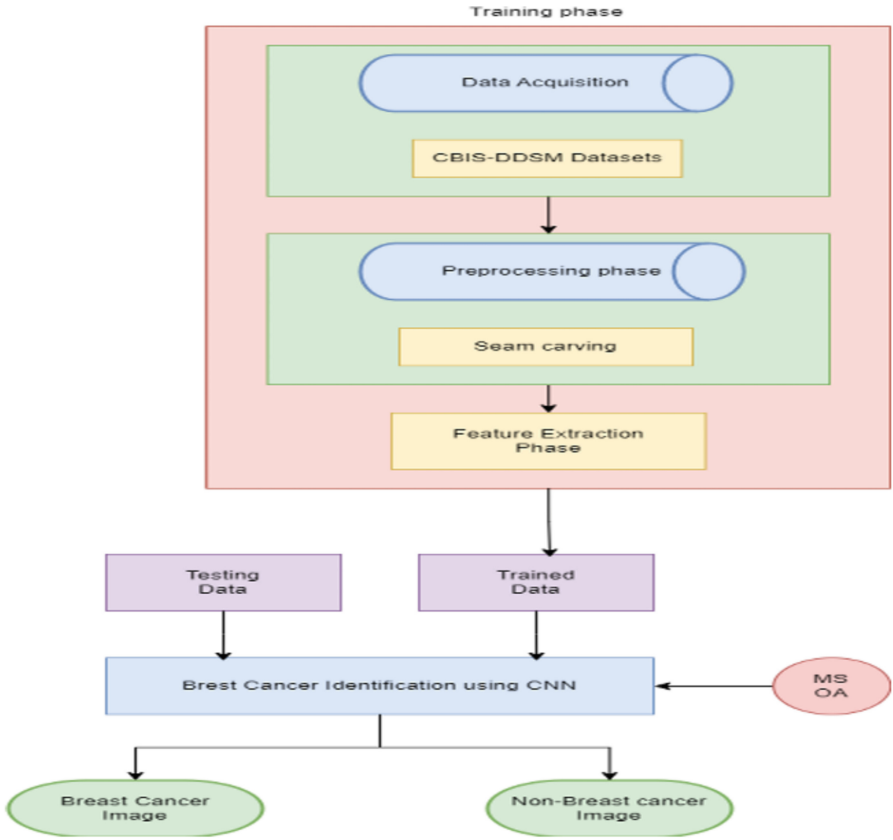 Training phase
Data Acquisition
CBIS-DDSM Datasets
Preprocessing phase
Seam carving
Feature Extraction
Phase
Testing
Data
Trained
Data
Brest Cancer Identification using CNN
MS
OA
Breast Cancer
Image
Non-Breast cancer
Image